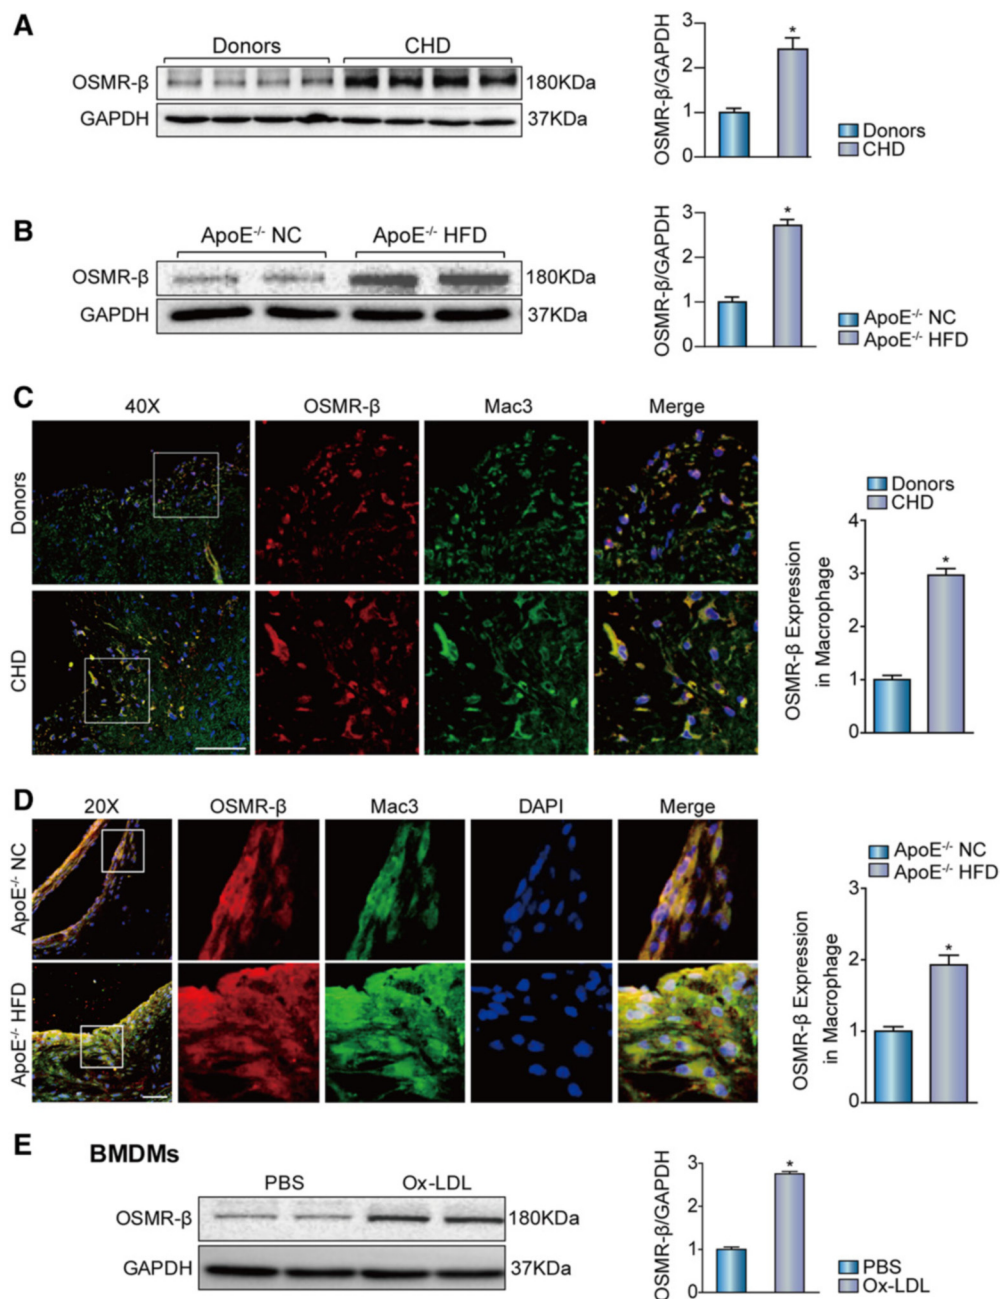 A
Donors CHD
OSMR-β 180KDa
GAPDH 37KDa
OSMR-β/GAPDH
3
2
1
0
*
Donors
CHD
B
ApoE⁻/⁻ NC ApoE⁻/⁻ HFD
OSMR-β 180KDa
GAPDH 37KDa
OSMR-β/GAPDH
3
2
1
0
*
ApoE⁻/⁻ NC
ApoE⁻/⁻ HFD
C
40X OSMR-β Mac3 Merge
Donors
CHD
Donors
CHD
OSMR-β Expression
in Macrophage
4
3
2
1
0
*
D
20X OSMR-β Mac3 DAPI Merge
ApoE⁻/⁻ NC
ApoE⁻/⁻ HFD
ApoE⁻/⁻ NC
ApoE⁻/⁻ HFD
OSMR-β Expression
in Macrophage
3
2
1
0
*
E
BMDMs
PBS Ox-LDL
OSMR-β 180KDa
GAPDH 37KDa
OSMR-β/GAPDH
3
2
1
0
*
PBS
Ox-LDL